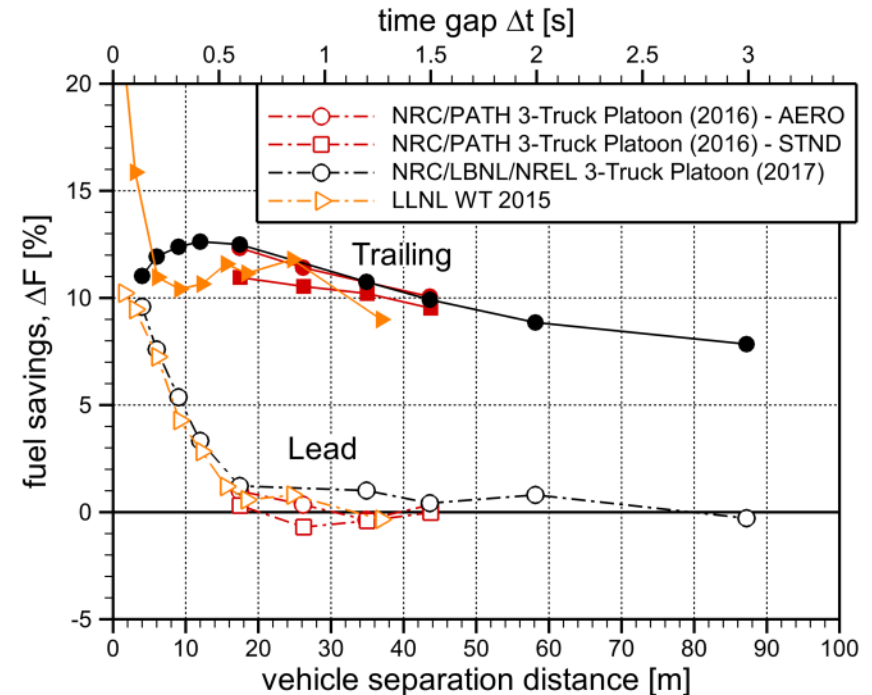 time gap Δt [s]
0 0.5 1 1.5 2 2.5 3
20
NRC/PATH 3-Truck Platoon (2016) - AERO
NRC/PATH 3-Truck Platoon (2016) - STND
NRC/LBNL/NREL 3-Truck Platoon (2017)
LLNL WT 2015
15
Trailing
10
fuel savings, ΔF [%]
5
Lead
0
-5
0 10 20 30 40 50 60 70 80 90 100
vehicle separation distance [m]